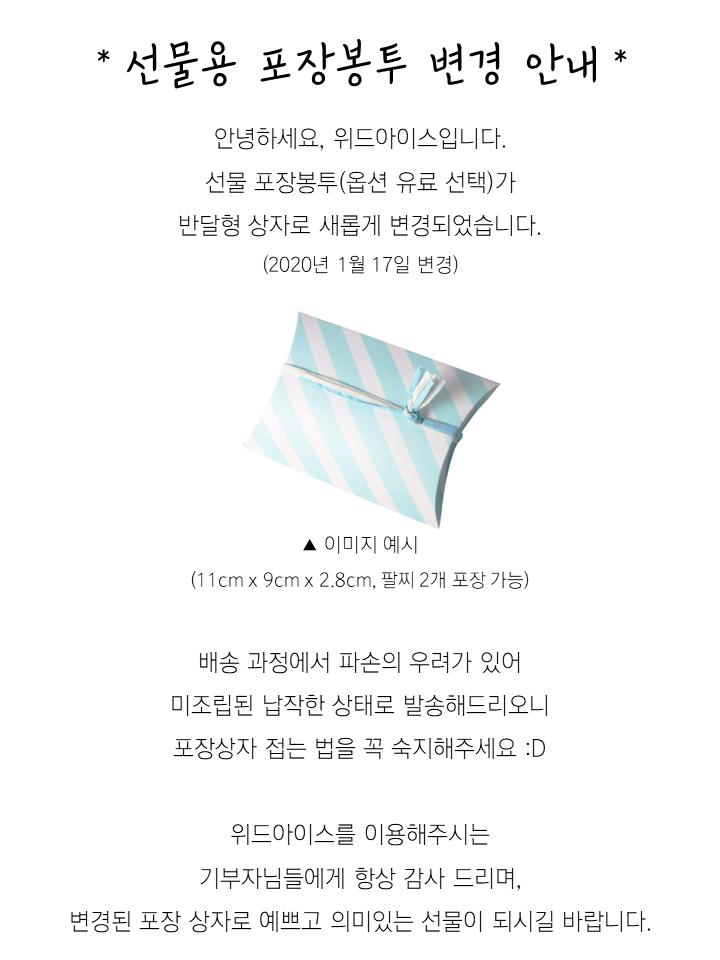 * 선물용 포장봉투 변경 안내 *
안녕하세요, 위드아이스입니다.
선물 포장봉투(옵션 유료 선택)가
반달형 상자로 새롭게 변경되었습니다.
(2020년 1월 17일 변경)
▲ 이미지 예시
(11cm x 9cm x 2.8cm, 팔찌 2개 포장 가능)
배송 과정에서 파손의 우려가 있어
미조립된 납작한 상태로 발송해드리오니
포장상자 접는 법을 꼭 숙지해주세요 :D
위드아이스를 이용해주시는
기부자님들에게 항상 감사 드리며,
변경된 포장 상자로 예쁘고 의미있는 선물이 되시길 바랍니다.